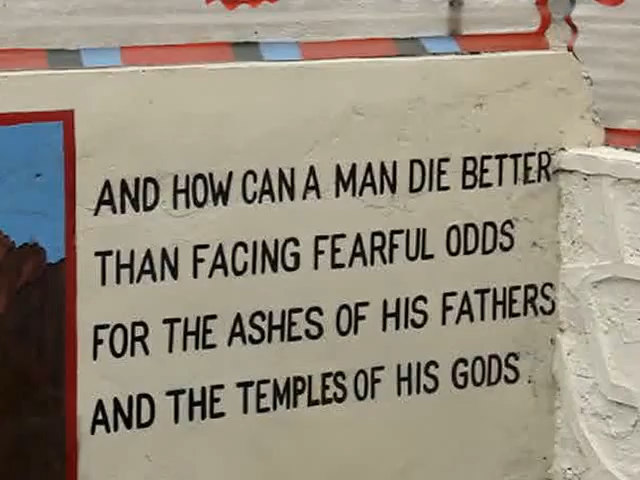 AND HOW CAN A MAN DIE BETTER
THAN FACING FEARFUL ODDS
FOR THE ASHES OF HIS FATHERS
AND THE TEMPLES OF HIS GODS